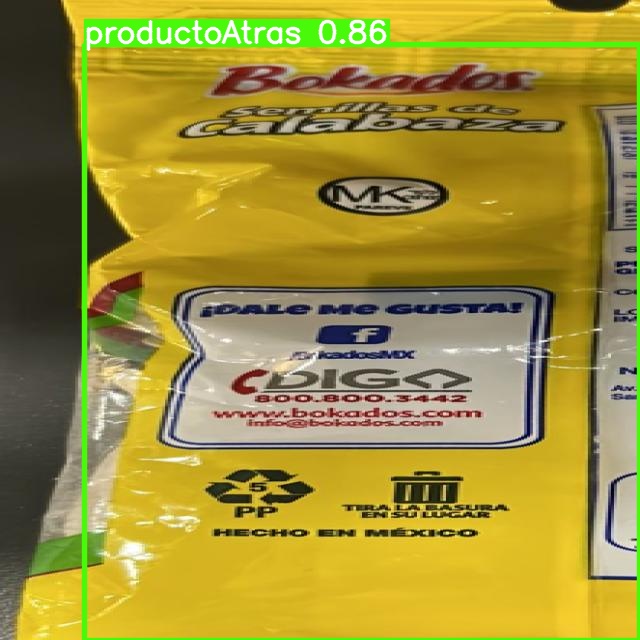 productoAtras 0.86
Bokados
Semillas de
Calabaza
MK
PAREVE
¡DALE ME GUSTA!
f
BokadosMX
DIGA
800.800.3442
www.bokados.com
info@bokados.com
5
PP
TIRA LA BASURA
EN SU LUGAR
HECHO EN MÉXICO